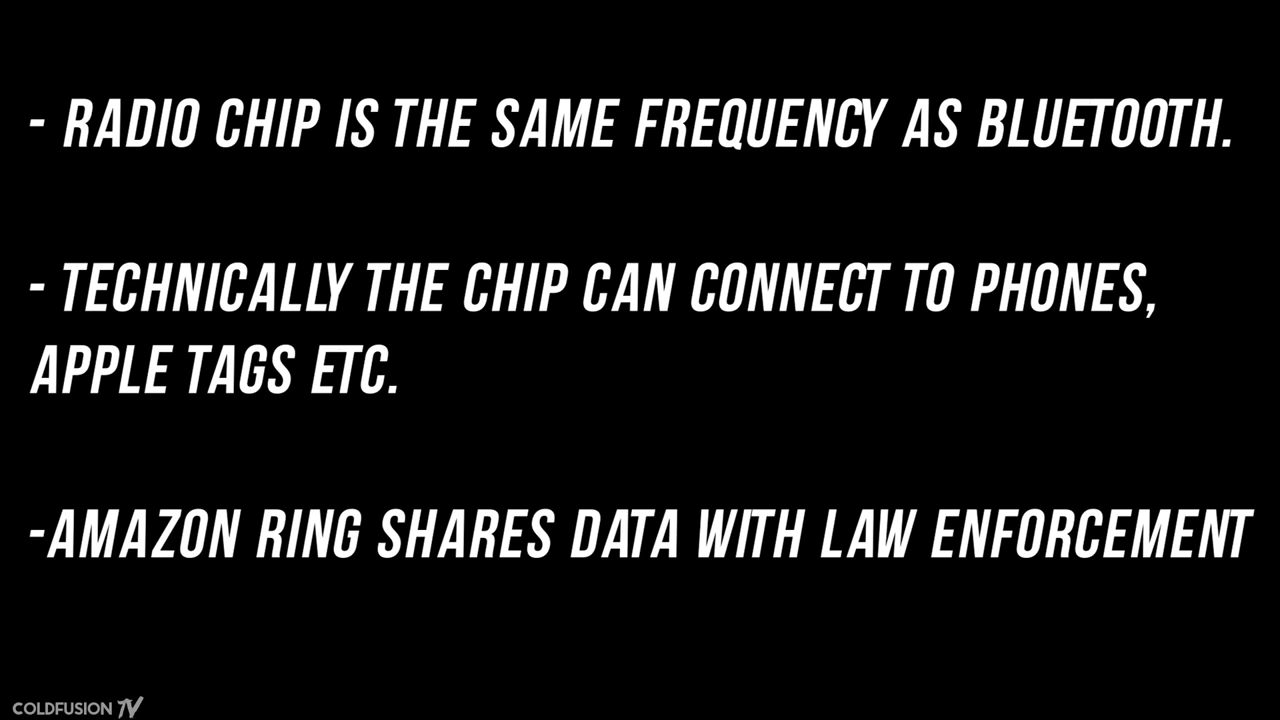 - RADIO CHIP IS THE SAME FREQUENCY AS BLUETOOTH.
- TECHNICALLY THE CHIP CAN CONNECT TO PHONES,
APPLE TAGS ETC.
-AMAZON RING SHARES DATA WITH LAW ENFORCEMENT
COLDFUSION TV